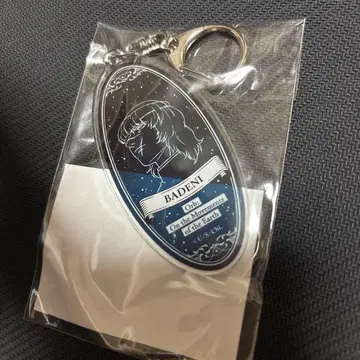 BADENI
Orb:
On the Movements
of the Earth